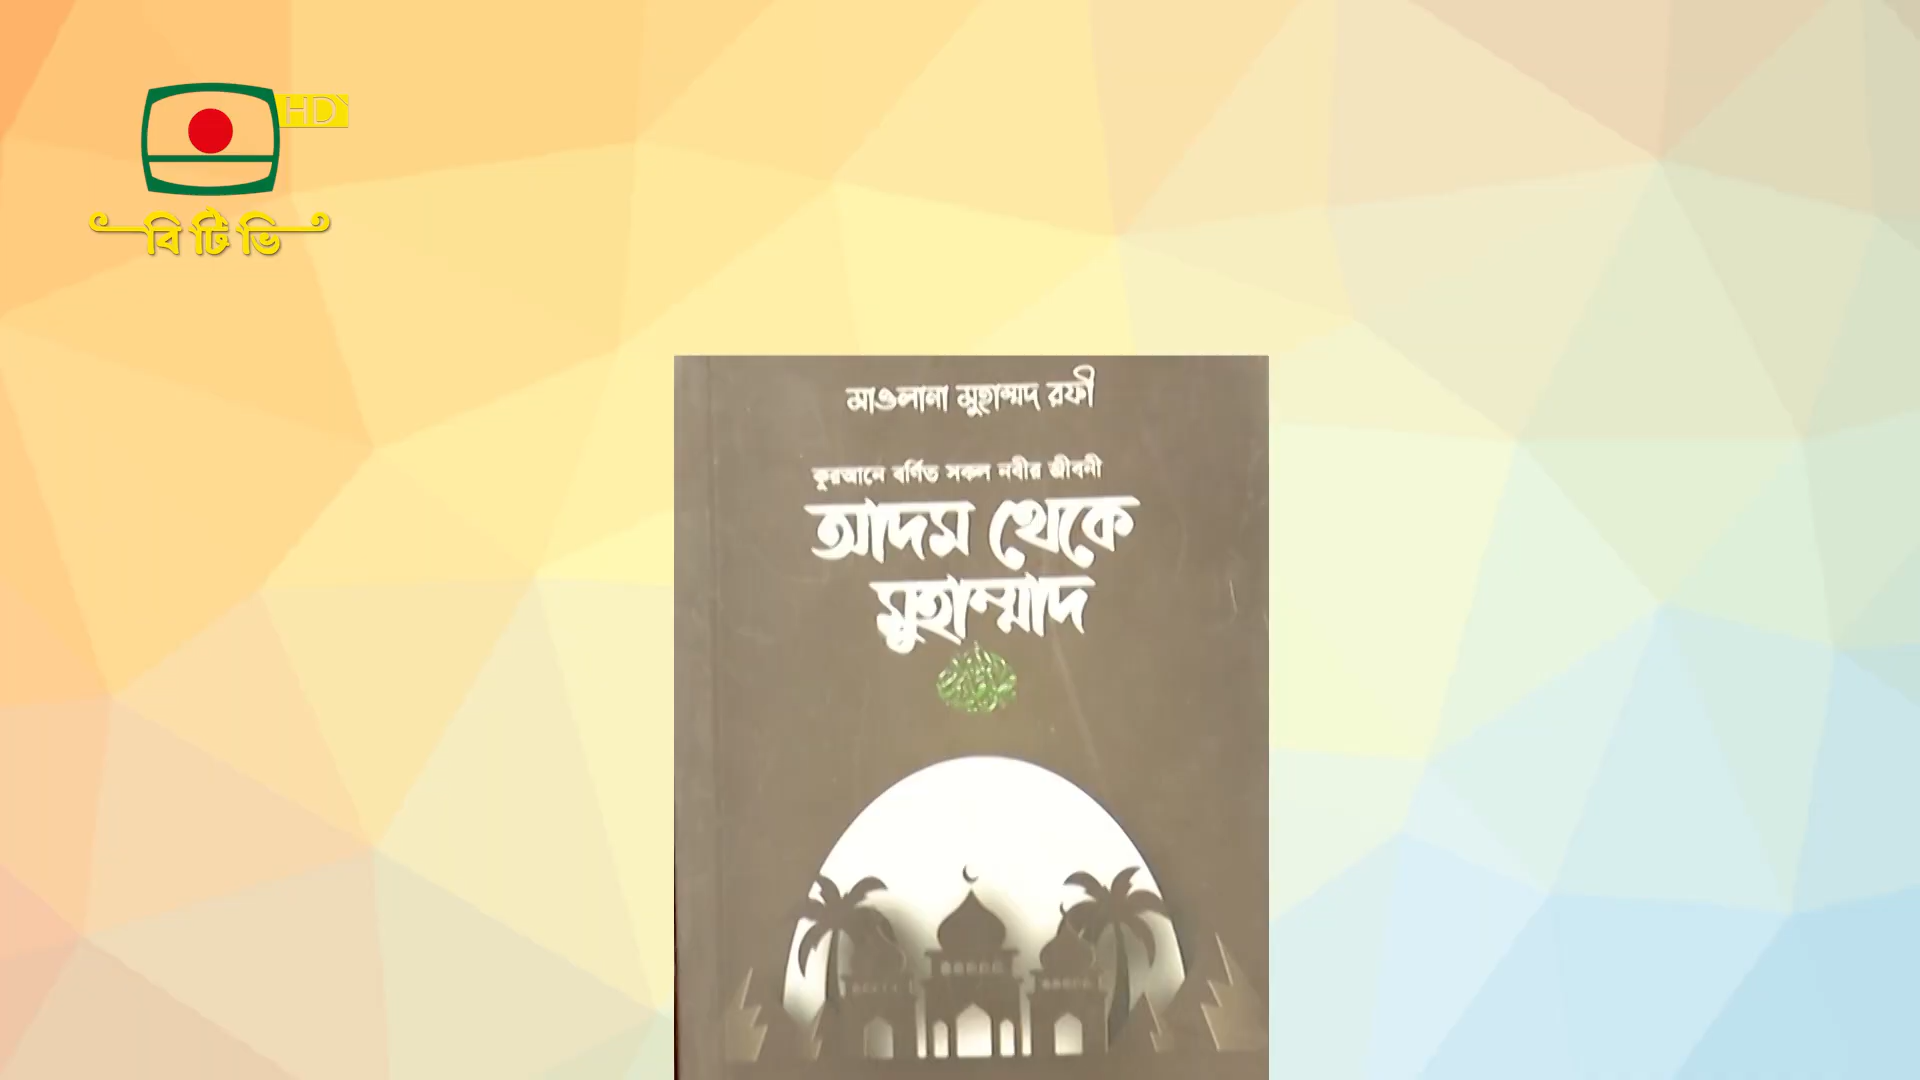 HD
বিটিভি
মাওলানা মুহাম্মদ রফী
কুরআনে বর্ণিত সকল নবীর জীবনী
আদম থেকে
মুহাম্মাদ